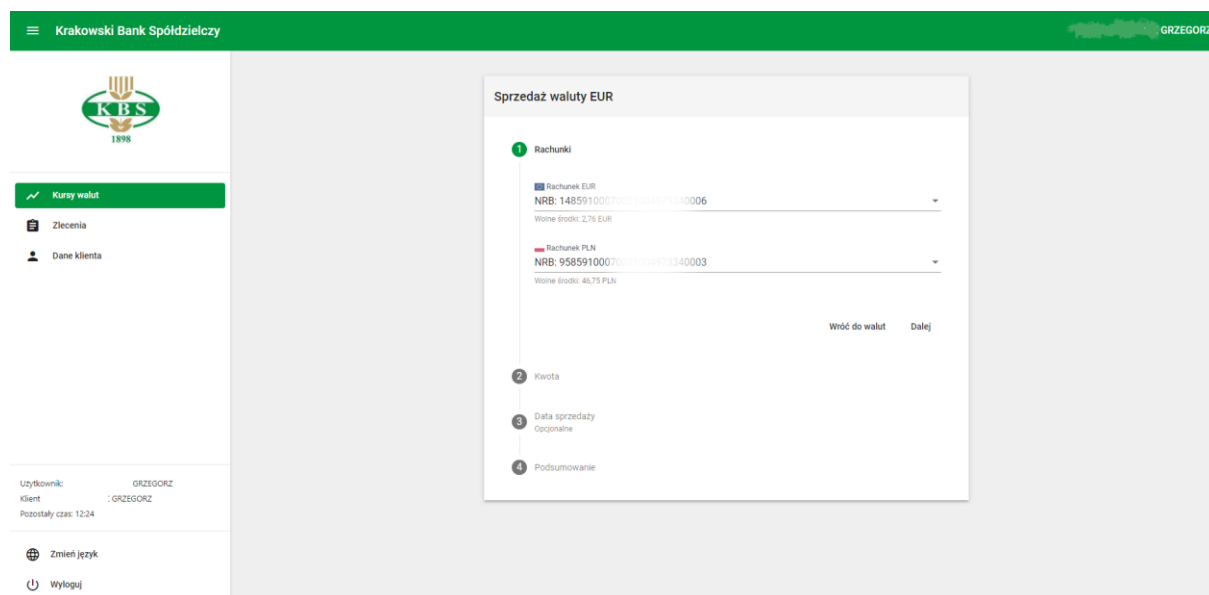 Krakowski Bank Spółdzielczy
GRZEGORZ
KBS
1898
Kursy walut
Zlecenia
Dane klienta
Użytkownik: GRZEGORZ
Klient : GRZEGORZ
Pozostały czas: 12:24
Zmień język
Wyloguj
Sprzedaż waluty EUR
1 Rachunki
Rachunek EUR
NRB: 0006
Wolne środki: 2,76 EUR
Rachunek PLN
NRB: 40003
Wolne środki: 46,75 PLN
Wróć do walut Dalej
2 Kwota
3 Data sprzedaży
Opcjonalne
4 Podsumowanie